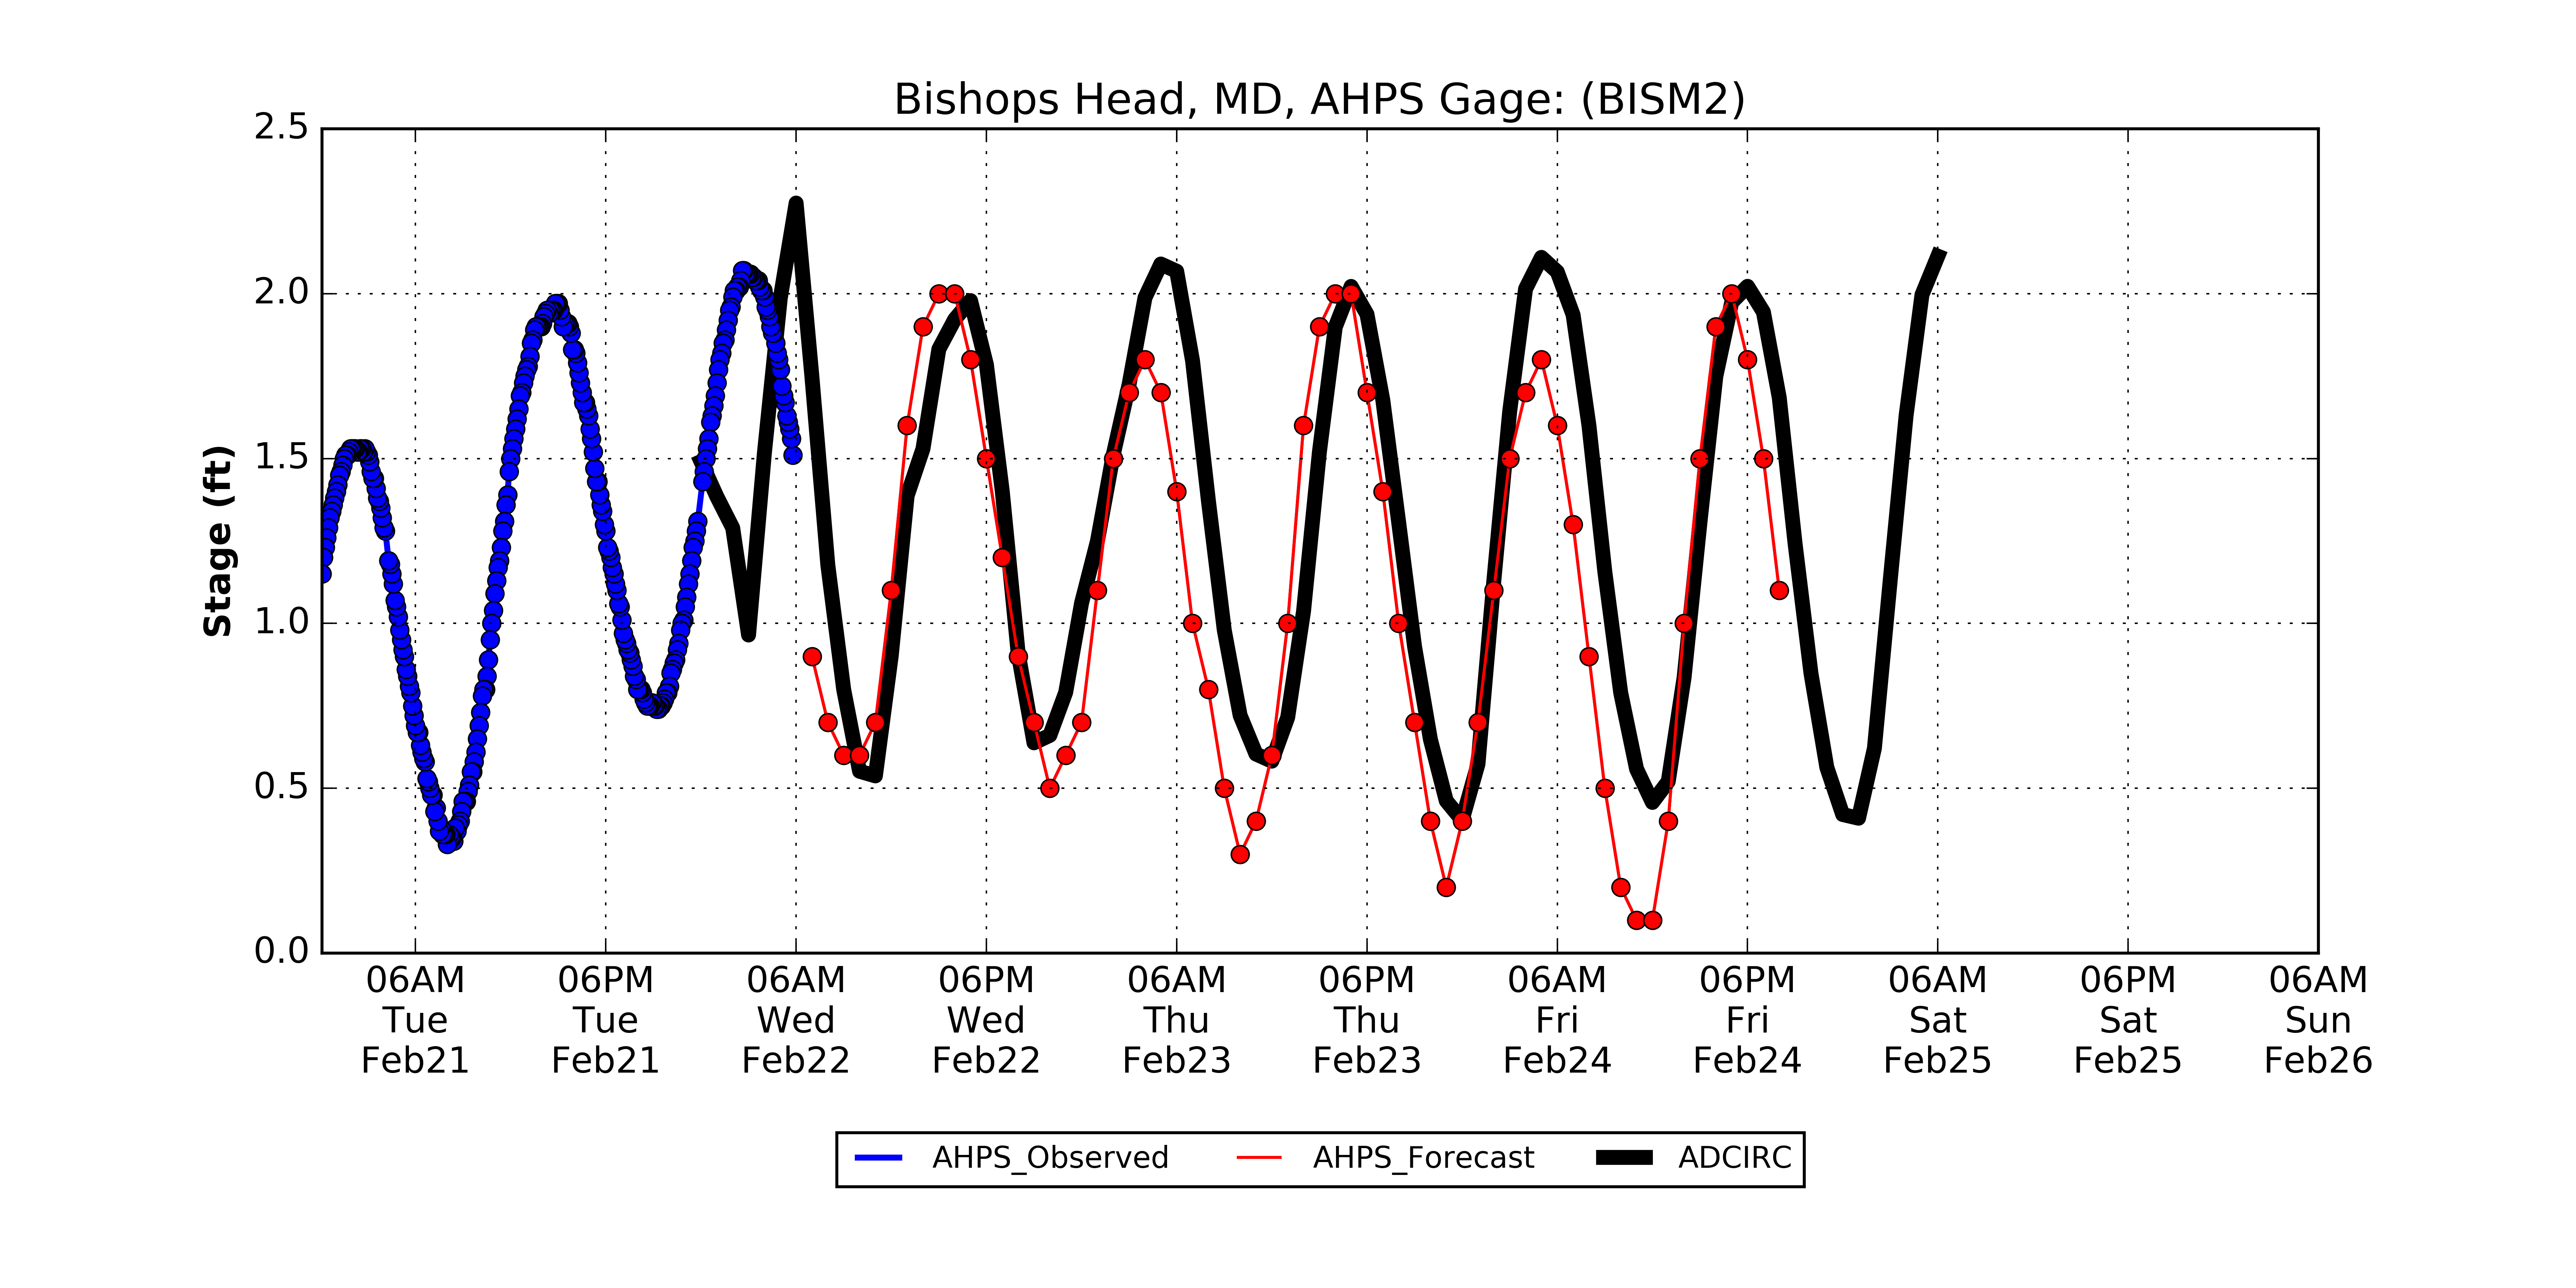 Bishops Head, MD, AHPS Gage: (BISM2)
2.5
2.0
1.5
1.0
0.5
0.0
Stage (ft)
06AM 06PM 06AM 06PM 06AM 06PM 06AM 06PM 06AM 06PM 06AM
Tue Tue Wed Wed Thu Thu Fri Fri Sat Sat Sun
Feb21 Feb21 Feb22 Feb22 Feb23 Feb23 Feb24 Feb24 Feb25 Feb25 Feb26
AHPS_Observed AHPS_Forecast ADCIRC